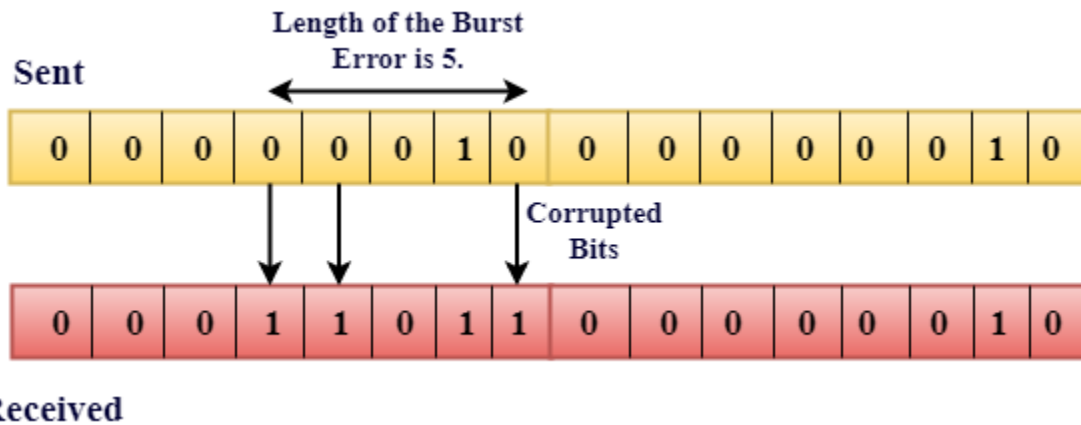 Length of the Burst
Error is 5.
Sent
0 0 0 0 0 0 1 0 0 0 0 0 0 0 1 0
Corrupted
Bits
0 0 0 1 1 0 1 1 0 0 0 0 0 0 1 0
Received